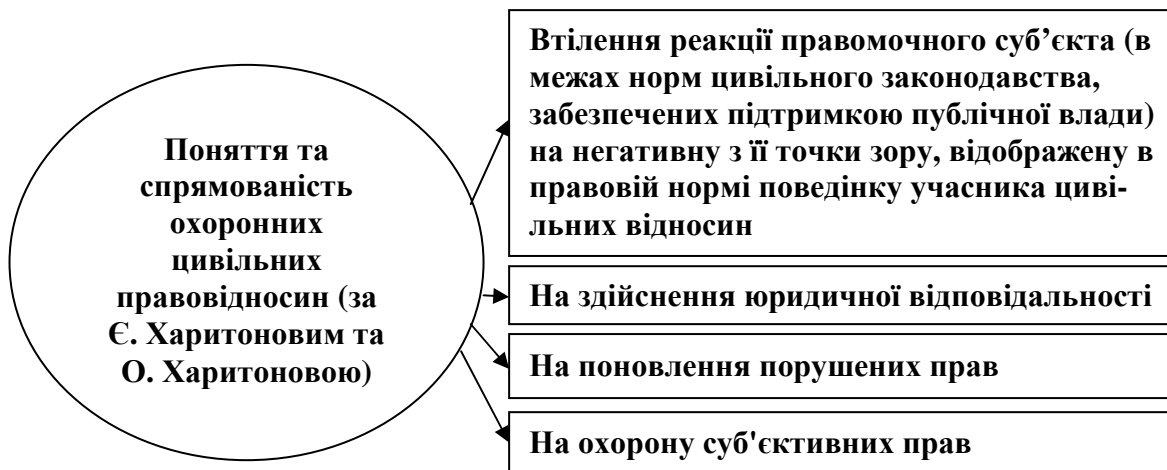 Поняття та
спрямованість
охоронних
цивільних
правовідносин (за
Є. Харитоновим та
О. Харитоновою)
Втілення реакції правомочного суб’єкта (в
межах норм цивільного законодавства,
забезпечених підтримкою публічної влади)
на негативну з її точки зору, відображену в
правовій нормі поведінку учасника циві-
льних відносин
На здійснення юридичної відповідальності
На поновлення порушених прав
На охорону суб'єктивних прав